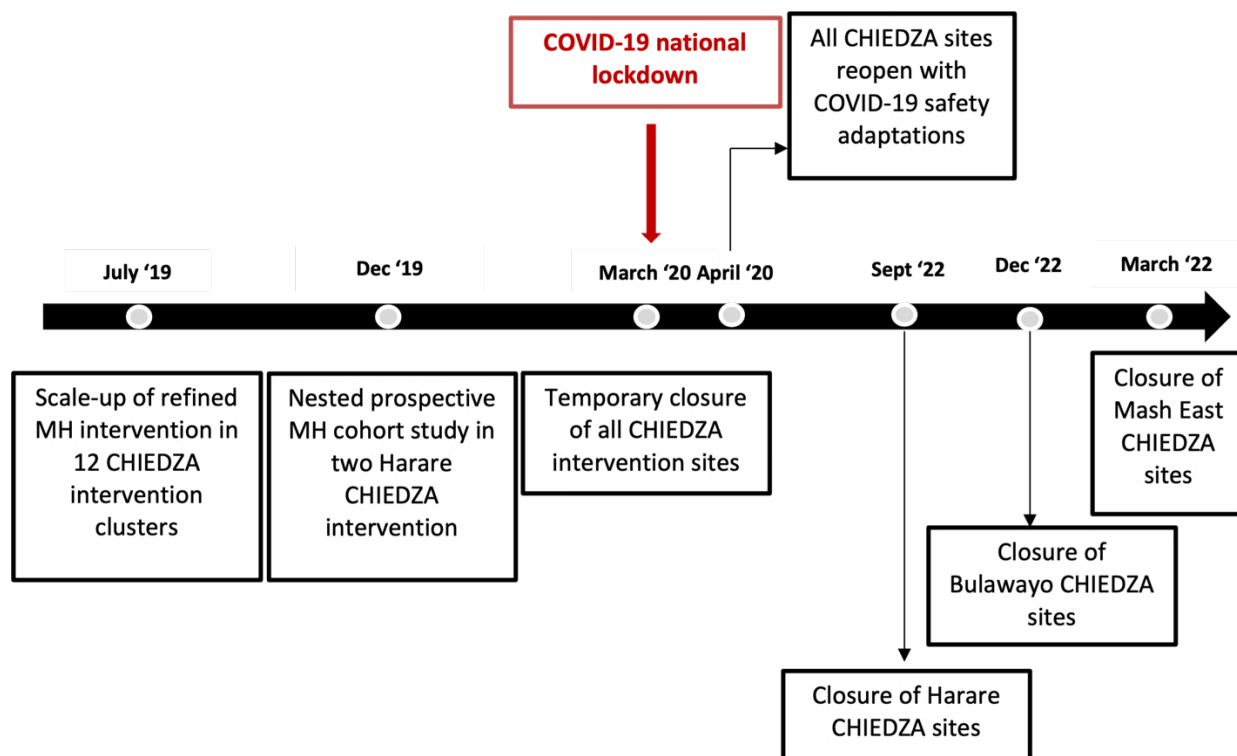 COVID-19 national
lockdown
All CHIEDZA sites
reopen with
COVID-19 safety
adaptations
July ‘19
Dec ‘19
March ‘20
April ‘20
Sept ‘22
Dec ‘22
March ‘22
Scale-up of refined
MH intervention in
12 CHIEDZA
intervention
clusters
Nested prospective
MH cohort study in
two Harare
CHIEDZA
intervention
Temporary closure
of all CHIEDZA
intervention sites
Closure of
Mash East
CHIEDZA
sites
Closure of
Bulawayo CHIEDZA
sites
Closure of Harare
CHIEDZA sites